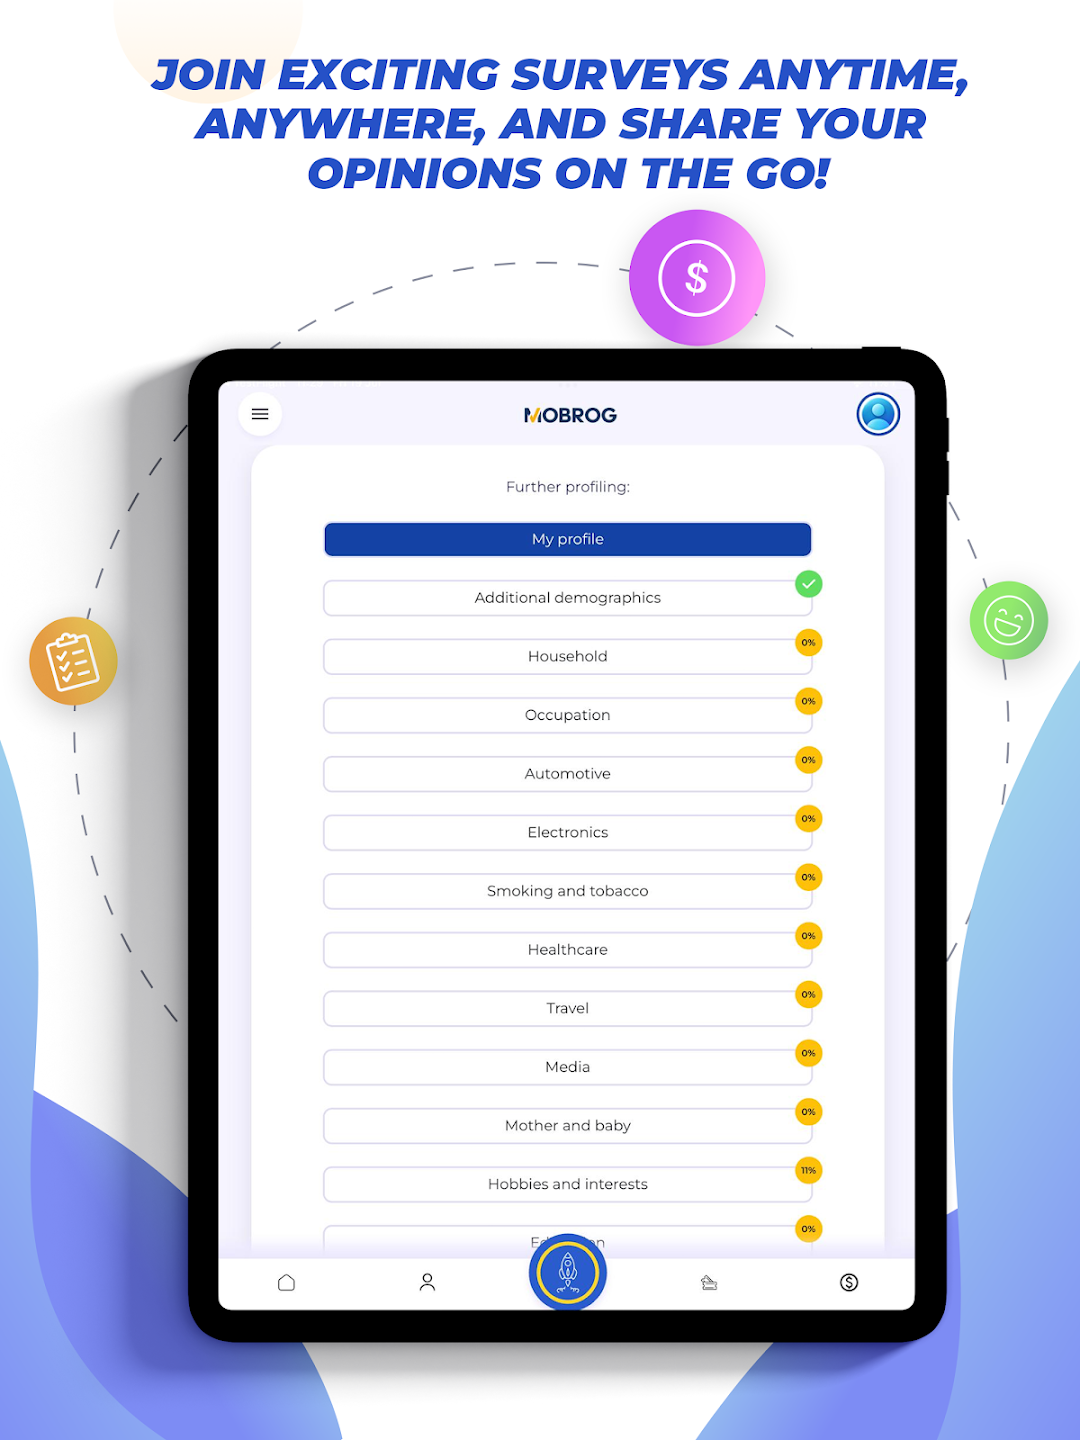 JOIN EXCITING SURVEYS ANYTIME,
ANYWHERE, AND SHARE YOUR
OPINIONS ON THE GO!
$
MOBROG
Further profiling:
My profile
Additional demographics
0%
Household
0%
Occupation
0%
Automotive
0%
Electronics
0%
Smoking and tobacco
0%
Healthcare
0%
Travel
0%
Media
0%
Mother and baby
11%
Hobbies and interests
0%
$